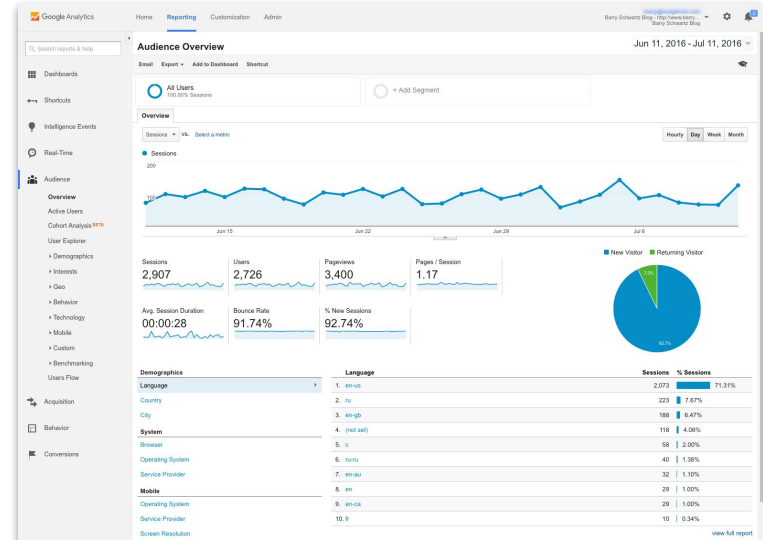 Google Analytics
Home Reporting Customization Admin
Barry Schwartz Blog - http://www.barry...
Barry Schwartz Blog
Search reports & help
Audience Overview
Jun 11, 2016 - Jul 11, 2016
Email Export Add to Dashboard Shortcut
Dashboards
Shortcuts
Intelligence Events
Real-Time
Audience
Overview
Active Users
Cohort Analysis BETA
User Explorer
Demographics
Interests
Geo
Behavior
Technology
Mobile
Custom
Benchmarking
Users Flow
Acquisition
Behavior
Conversions
All Users
100.00% Sessions
+ Add Segment
Overview
Sessions VS. Select a metric
Hourly Day Week Month
Sessions
200
100
Jun 15 Jun 22 Jun 29 Jul 6
New Visitor Returning Visitor
Sessions
2,907
Users
2,726
Pageviews
3,400
Pages / Session
1.17
Avg. Session Duration
00:00:28
Bounce Rate
91.74%
% New Sessions
92.74%
7.3%
92.7%
Demographics
Language
Country
City
System
Browser
Operating System
Service Provider
Mobile
Operating System
Service Provider
Screen Resolution
Language Sessions % Sessions
1. en-us 2,073 71.31%
2. ru 223 7.67%
3. en-gb 188 6.47%
4. (not set) 118 4.06%
5. c 58 2.00%
6. ru-ru 40 1.38%
7. en-au 32 1.10%
8. en 29 1.00%
9. en-ca 29 1.00%
10. fr 10 0.34%
view full report